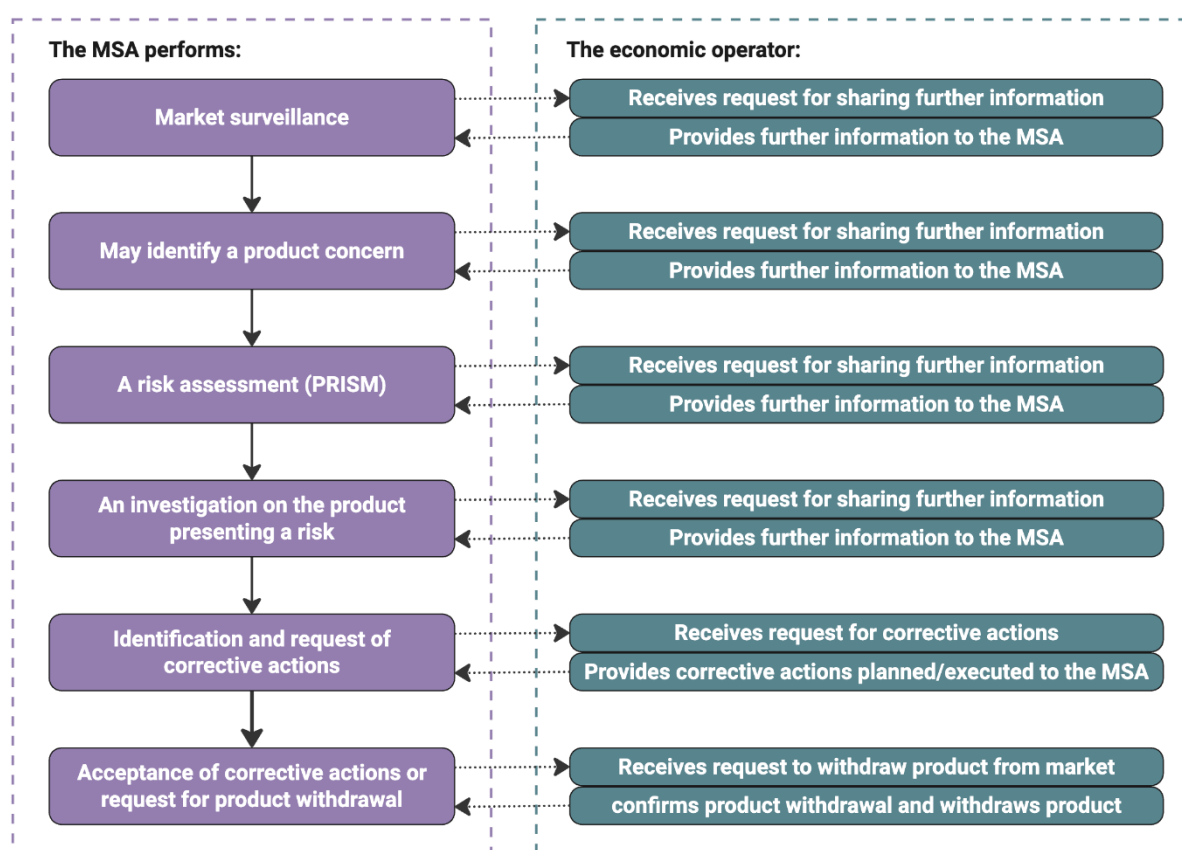 The MSA performs:
The economic operator:
Market surveillance
Receives request for sharing further information
Provides further information to the MSA
May identify a product concern
Receives request for sharing further information
Provides further information to the MSA
A risk assessment (PRISM)
Receives request for sharing further information
Provides further information to the MSA
An investigation on the product
presenting a risk
Receives request for sharing further information
Provides further information to the MSA
Identification and request of
corrective actions
Receives request for corrective actions
Provides corrective actions planned/executed to the MSA
Acceptance of corrective actions or
request for product withdrawal
Receives request to withdraw product from market
confirms product withdrawal and withdraws product